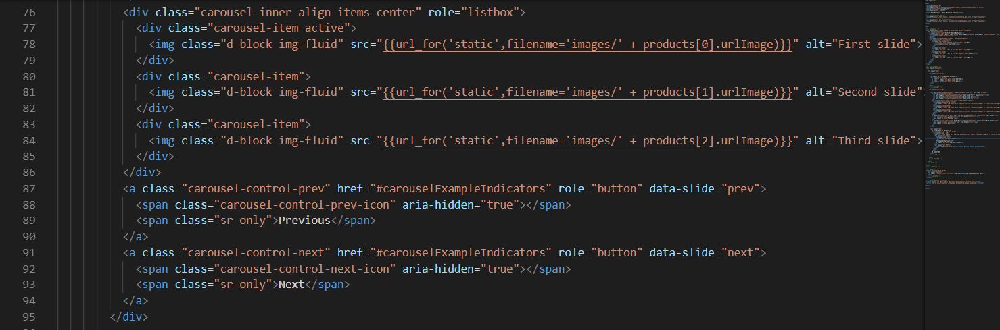 76 <div class="carousel-inner align-items-center" role="listbox">
77 <div class="carousel-item active">
78 <img class="d-block img-fluid" src="{{url_for('static',filename='images/' + products[0].urlImage)}}" alt="First slide">
79 </div>
80 <div class="carousel-item">
81 <img class="d-block img-fluid" src="{{url_for('static',filename='images/' + products[1].urlImage)}}" alt="Second slide"
82 </div>
83 <div class="carousel-item">
84 <img class="d-block img-fluid" src="{{url_for('static',filename='images/' + products[2].urlImage)}}" alt="Third slide">
85 </div>
86 </div>
87 <a class="carousel-control-prev" href="#carouselExampleIndicators" role="button" data-slide="prev">
88 <span class="carousel-control-prev-icon" aria-hidden="true"></span>
89 <span class="sr-only">Previous</span>
90 </a>
91 <a class="carousel-control-next" href="#carouselExampleIndicators" role="button" data-slide="next">
92 <span class="carousel-control-next-icon" aria-hidden="true"></span>
93 <span class="sr-only">Next</span>
94 </a>
95 </div>